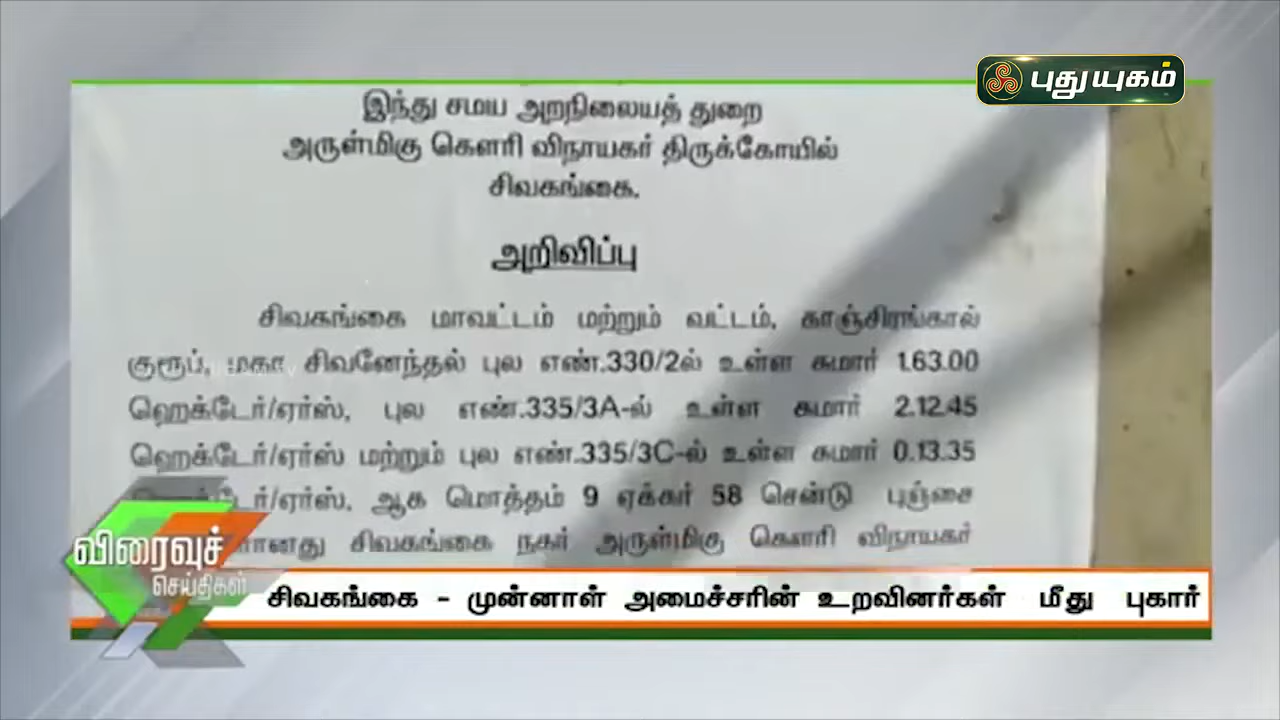 புதுயுகம்
இந்து சமய அறநிலையத் துறை
அருள்மிகு கௌரி விநாயகர் திருக்கோயில்
சிவகங்கை.
அறிவிப்பு
சிவகங்கை மாவட்டம் மற்றும் வட்டம், காஞ்சிரங்கால்
குரூப், மகா சிவனேந்தல் புல எண்.330/2ல் உள்ள சுமார் 1.63.00
ஹெக்டேர்/ஏர்ஸ், புல எண்.335/3A-ல் உள்ள சுமார் 2.12.45
ஹெக்டேர்/ஏர்ஸ் மற்றும் புல எண்.335/3C-ல் உள்ள சுமார் 0.13.35
ஹெக்டேர்/ஏர்ஸ், ஆக மொத்தம் 9 ஏக்கர் 58 சென்டு புஞ்சை
சிவகங்கை நகர் அருள்மிகு கௌரி விநாயகர்
விரைவுச்
செய்திகள்
சிவகங்கை - முன்னாள் அமைச்சரின் உறவினர்கள் மீது புகார்